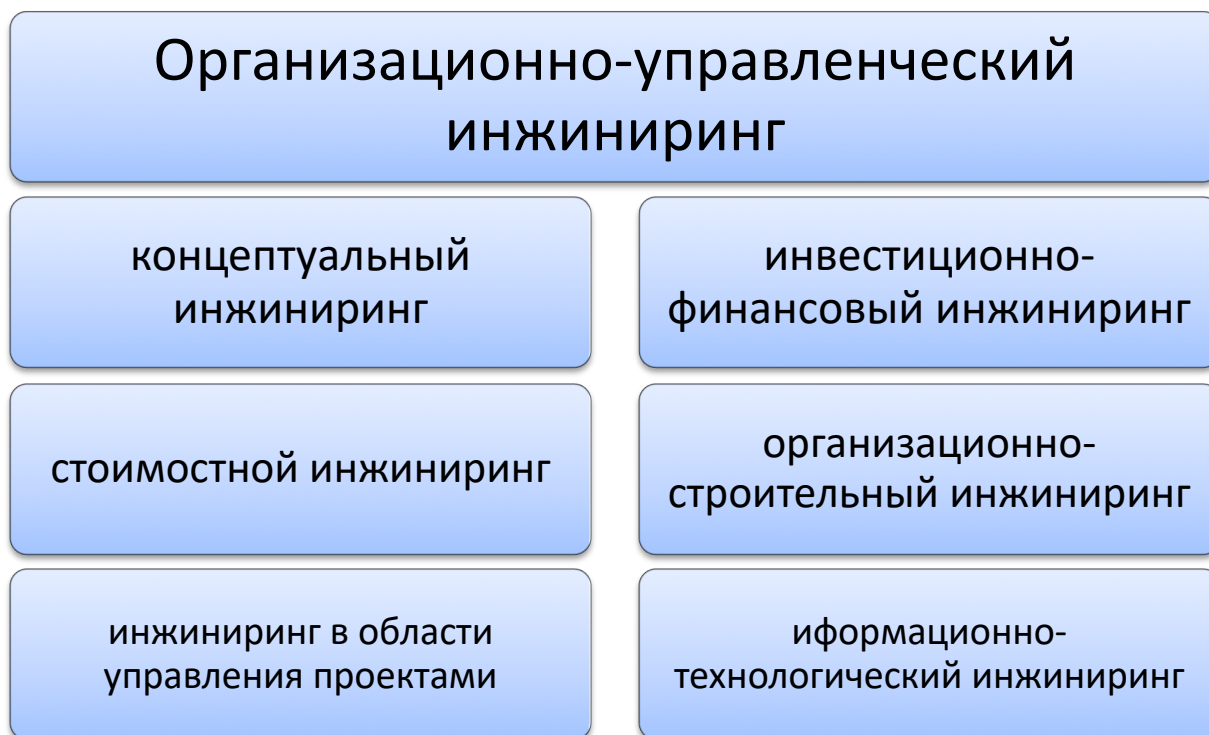 Организационно-управленческий
инжиниринг
концептуальный
инжиниринг
инвестиционно-
финансовый инжиниринг
стоимостной инжиниринг
организационно-
строительный инжиниринг
инжиниринг в области
управления проектами
иформационно-
технологический инжиниринг